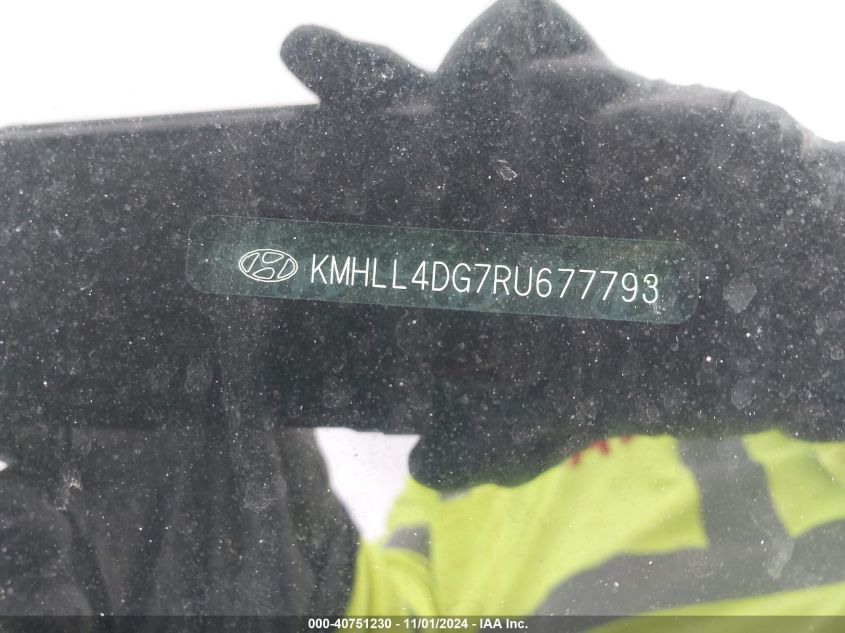 KMHLL4DG7RU677793
000-40751230 - 11/01/2024 - IAA Inc.